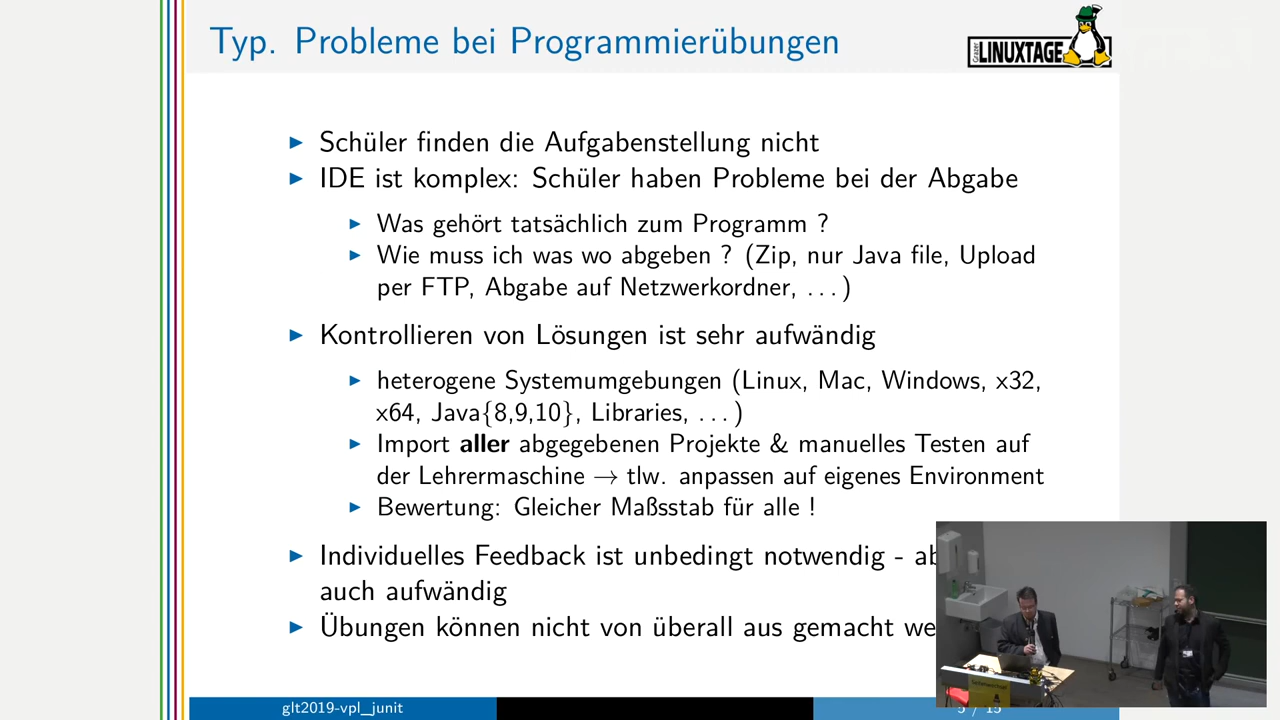 Typ. Probleme bei Programmierübungen
Grazer
LINUXTAGE
▶ Schüler finden die Aufgabenstellung nicht
▶ IDE ist komplex: Schüler haben Probleme bei der Abgabe
▶ Was gehört tatsächlich zum Programm ?
▶ Wie muss ich was wo abgeben ? (Zip, nur Java file, Upload
per FTP, Abgabe auf Netzwerkordner, ...)
▶ Kontrollieren von Lösungen ist sehr aufwändig
▶ heterogene Systemumgebungen (Linux, Mac, Windows, x32,
x64, Java{8,9,10}, Libraries, ...)
▶ Import aller abgegebenen Projekte & manuelles Testen auf
der Lehrermaschine → tlw. anpassen auf eigenes Environment
▶ Bewertung: Gleicher Maßstab für alle !
▶ Individuelles Feedback ist unbedingt notwendig - ab
auch aufwändig
▶ Übungen können nicht von überall aus gemacht we
glt2019-vpl_junit
5 / 15